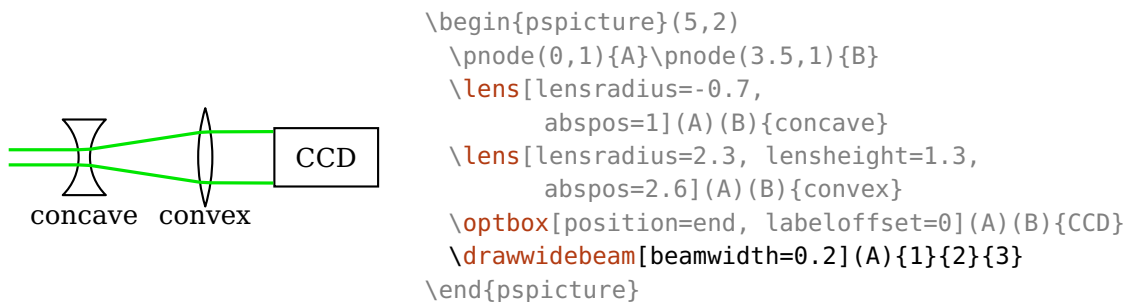 CCD
concave convex
\begin{pspicture}(5,2)
\pnode(0,1){A}\pnode(3.5,1){B}
\lens[lensradius=-0.7,
abspos=1](A)(B){concave}
\lens[lensradius=2.3, lensheight=1.3,
abspos=2.6](A)(B){convex}
\optbox[position=end, labeloffset=0](A)(B){CCD}
\drawwidebeam[beamwidth=0.2](A){1}{2}{3}
\end{pspicture}